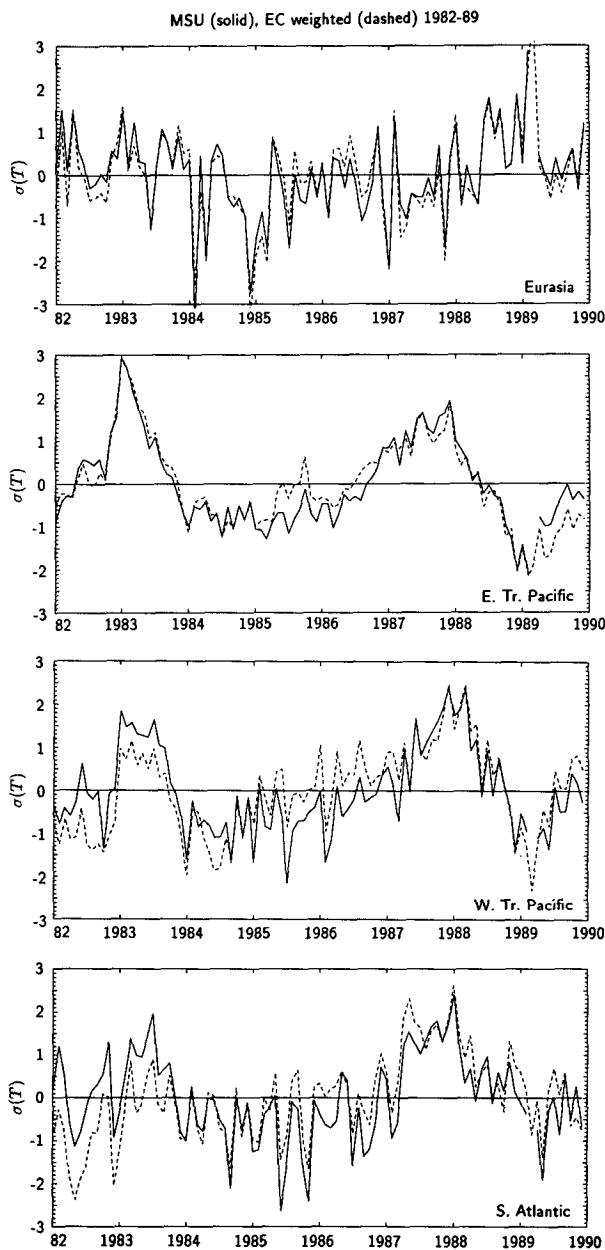 MSU (solid), EC weighted (dashed) 1982-89
3
2
1
0
-1
-2
-3
σ(T)
Eurasia
82 1983 1984 1985 1986 1987 1988 1989 1990
3
2
1
0
-1
-2
-3
σ(T)
E. Tr. Pacific
82 1983 1984 1985 1986 1987 1988 1989 1990
3
2
1
0
-1
-2
-3
σ(T)
W. Tr. Pacific
82 1983 1984 1985 1986 1987 1988 1989 1990
3
2
1
0
-1
-2
-3
σ(T)
S. Atlantic
82 1983 1984 1985 1986 1987 1988 1989 1990